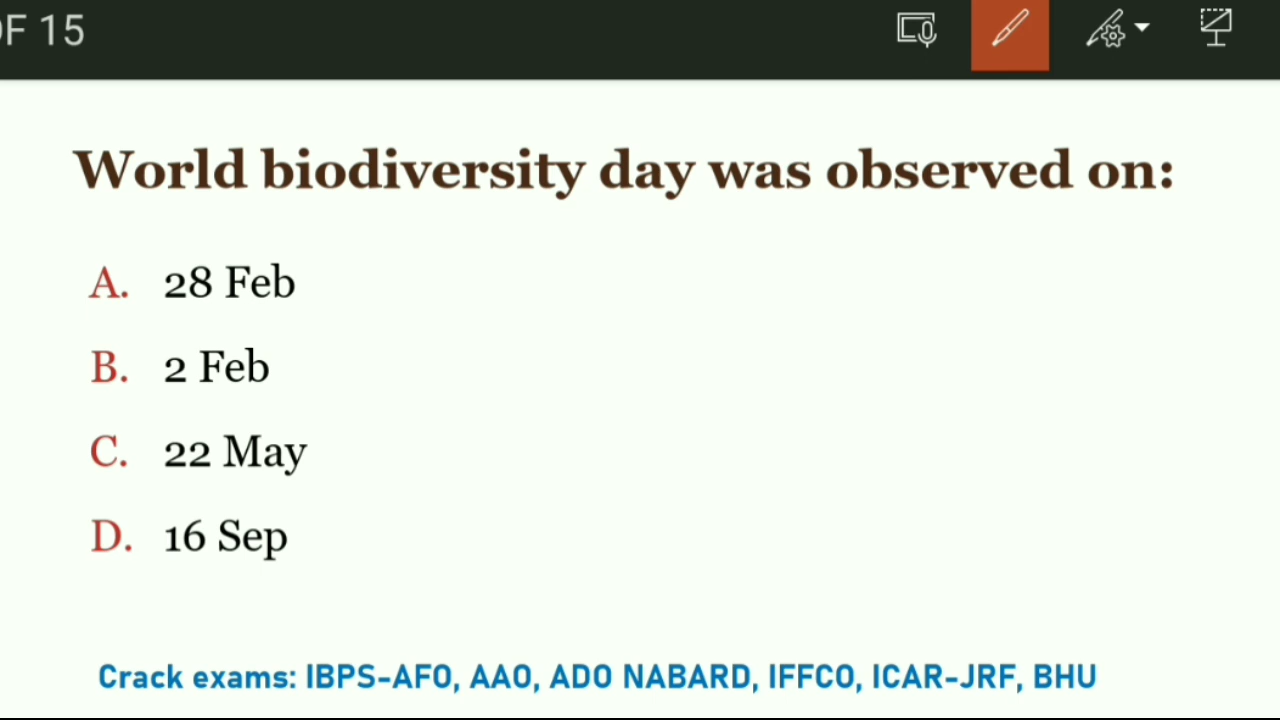 OF 15
World biodiversity day was observed on:
A. 28 Feb
B. 2 Feb
C. 22 May
D. 16 Sep
Crack exams: IBPS-AFO, AAO, ADO NABARD, IFFCO, ICAR-JRF, BHU